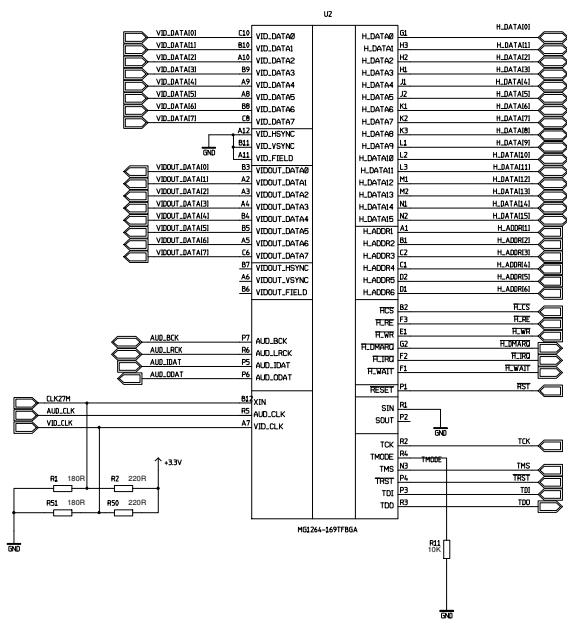 U2
VID_DATA[0] C10 VID_DATA0 H_DATA0 G1 H_DATA[0]
VID_DATA[1] B10 VID_DATA1 H_DATA1 H3 H_DATA[1]
VID_DATA[2] A10 VID_DATA2 H_DATA2 H2 H_DATA[2]
VID_DATA[3] B9 VID_DATA3 H_DATA3 H1 H_DATA[3]
VID_DATA[4] A9 VID_DATA4 H_DATA4 J1 H_DATA[4]
VID_DATA[5] A8 VID_DATA5 H_DATA5 J2 H_DATA[5]
VID_DATA[6] B8 VID_DATA6 H_DATA6 K1 H_DATA[6]
VID_DATA[7] C8 VID_DATA7 H_DATA7 K2 H_DATA[7]
A12 VID_HSYNC H_DATA8 K3 H_DATA[8]
GND B11 VID_VSYNC H_DATA9 L1 H_DATA[9]
A11 VID_FIELD H_DATA10 L2 H_DATA[10]
VIDOUT_DATA[0] B3 VIDOUT_DATA0 H_DATA11 L3 H_DATA[11]
VIDOUT_DATA[1] A2 VIDOUT_DATA1 H_DATA12 M1 H_DATA[12]
VIDOUT_DATA[2] A3 VIDOUT_DATA2 H_DATA13 M2 H_DATA[13]
VIDOUT_DATA[3] A4 VIDOUT_DATA3 H_DATA14 N1 H_DATA[14]
VIDOUT_DATA[4] B4 VIDOUT_DATA4 H_DATA15 N2 H_DATA[15]
VIDOUT_DATA[5] B5 VIDOUT_DATA5 H_ADDR1 A1 H_ADDR[1]
VIDOUT_DATA[6] A5 VIDOUT_DATA6 H_ADDR2 B1 H_ADDR[2]
VIDOUT_DATA[7] C6 VIDOUT_DATA7 H_ADDR3 C2 H_ADDR[3]
B7 VIDOUT_HSYNC H_ADDR4 C1 H_ADDR[4]
A6 VIDOUT_VSYNC H_ADDR5 D2 H_ADDR[5]
B6 VIDOUT_FIELD H_ADDR6 D1 H_ADDR[6]
HCS B2 H_CS
H_RE F3 H_RE
H_WR E1 H_WR
AUD_BCK P7 AUD_BCK H_DMARQ G2 H_DMARQ
AUD_LRCK R6 AUD_LRCK H_IRQ F2 H_IRQ
AUD_IDAT P5 AUD_IDAT H_WAIT F1 H_WAIT
AUD_ODAT P6 AUD_ODAT
RESET P1 RST
CLK27M B12 XIN
AUD_CLK R5 AUD_CLK SIN R1
VID_CLK A7 VID_CLK SOUT P2
GND
TCK R2 TCK
+3.3V TMODE R4 TMODE
TMS N3 TMS
R1 180R R2 220R TRST P4 TRST
TDI P3 TDI
R51 180R R50 220R TDO R3 TDO
MG1264-169TFBGA
GND
R11
10K
GND